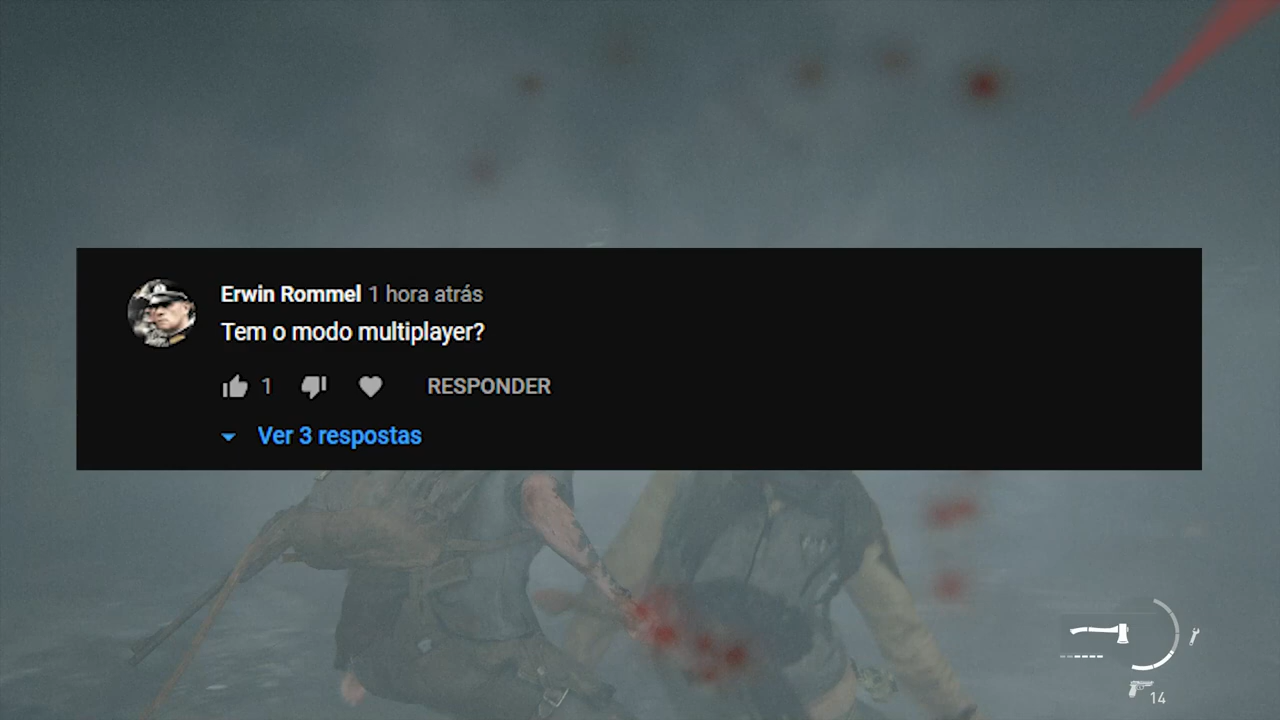 Erwin Rommel 1 hora atrás
Tem o modo multiplayer?
1 RESPONDER
Ver 3 respostas
14